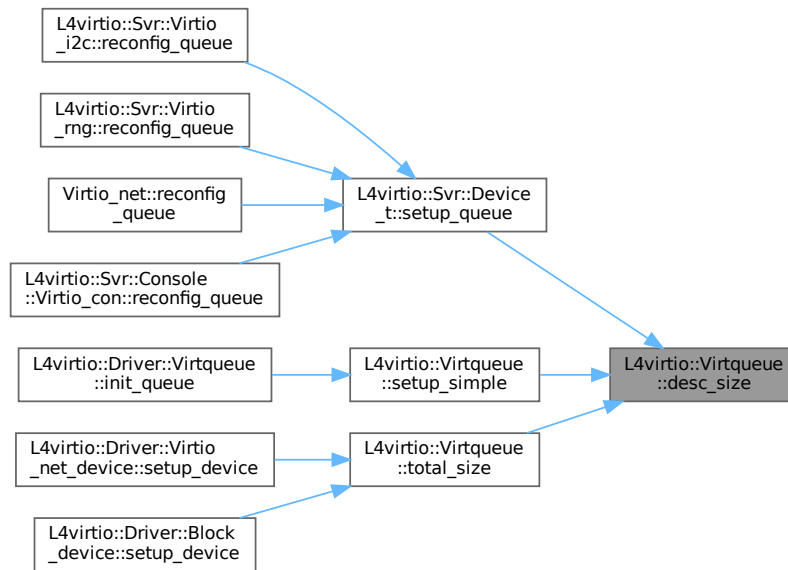 L4virtio::Svr::Virtio
_i2c::reconfig_queue
L4virtio::Svr::Virtio
_rng::reconfig_queue
Virtio_net::reconfig
_queue
L4virtio::Svr::Device
_t::setup_queue
L4virtio::Svr::Console
::Virtio_con::reconfig_queue
L4virtio::Driver::Virtqueue
::init_queue
L4virtio::Virtqueue
::setup_simple
L4virtio::Virtqueue
::desc_size
L4virtio::Driver::Virtio
_net_device::setup_device
L4virtio::Virtqueue
::total_size
L4virtio::Driver::Block
_device::setup_device